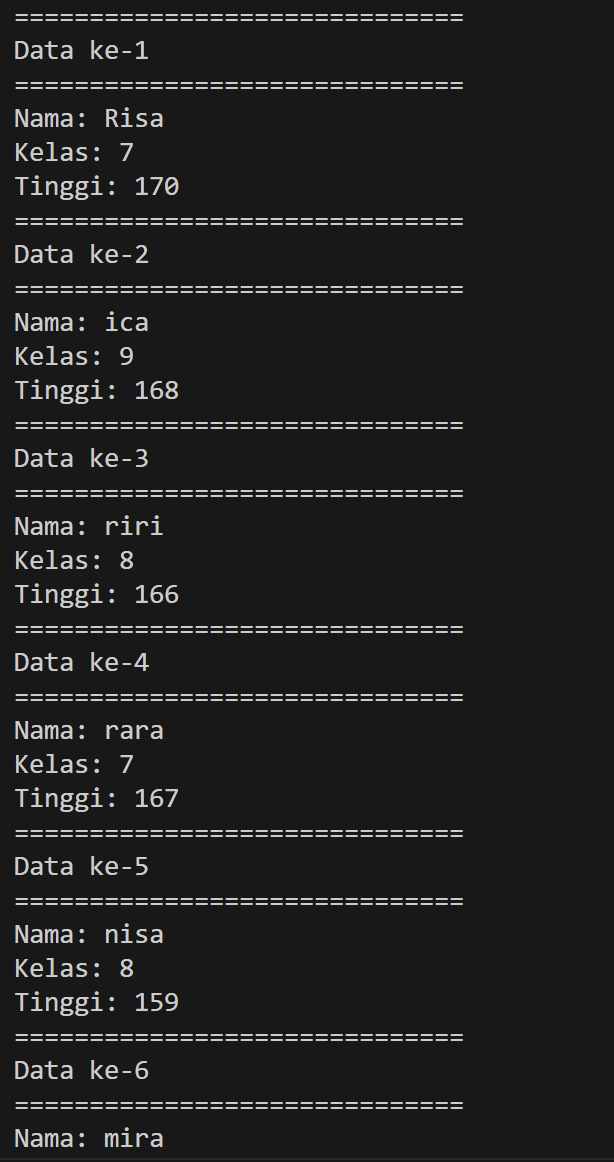 ==============================
Data ke-1
==============================
Nama: Risa
Kelas: 7
Tinggi: 170
==============================
Data ke-2
==============================
Nama: ica
Kelas: 9
Tinggi: 168
==============================
Data ke-3
==============================
Nama: riri
Kelas: 8
Tinggi: 166
==============================
Data ke-4
==============================
Nama: rara
Kelas: 7
Tinggi: 167
==============================
Data ke-5
==============================
Nama: nisa
Kelas: 8
Tinggi: 159
==============================
Data ke-6
==============================
Nama: mira